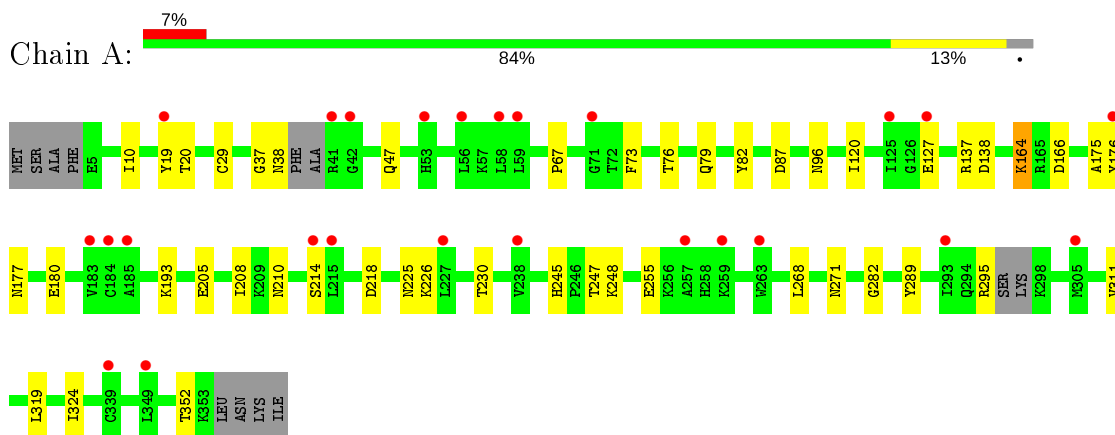 7%
Chain A:
84% 13% •
MET SER ALA PHE E5 I10 Y19 T20 C29 G37 N38 PHE ALA R41 G42 Q47 H53 L56 K57 L58 L59 P67 G71 T72 F73 T76 Q79 Y82 D87 N96 I120 I125 G126 E127 R137 D138 K164 R165 D166 A175 Y176
N177 E180 V183 C184 A185 K193 E205 I208 K209 N210 S214 L215 D218 N225 K226 L227 T230 V238 H245 P246 T247 K248 E255 K256 A257 H258 K259 W263 L268 N271 G282 Y289 I293 Q294 R295 SER LYS K298 M305 V311
L319 I324 C339 L349 T352 K353 LEU ASN LYS ILE